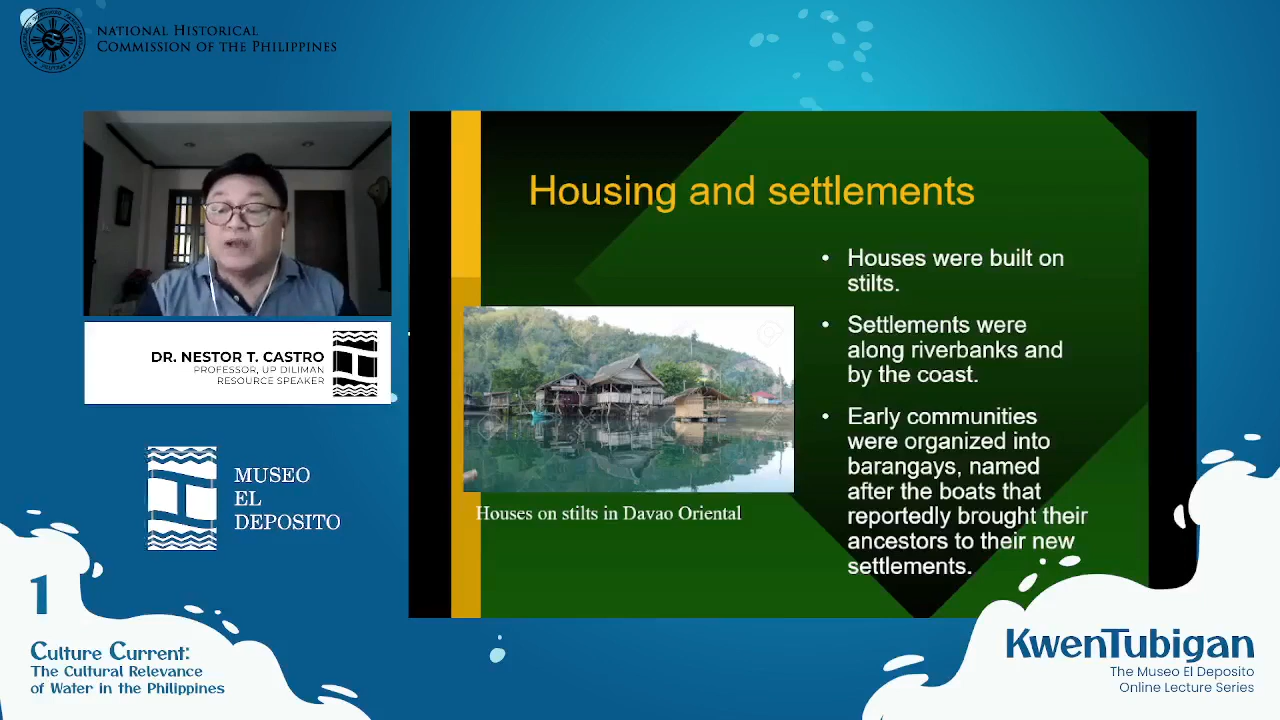 NATIONAL HISTORICAL
COMMISSION OF THE PHILIPPINES
Housing and settlements
• Houses were built on
stilts.
• Settlements were
along riverbanks and
by the coast.
• Early communities
were organized into
barangays, named
after the boats that
reportedly brought their
ancestors to their new
settlements.
Houses on stilts in Davao Oriental
DR. NESTOR T. CASTRO
PROFESSOR, UP DILIMAN
RESOURCE SPEAKER
MUSEO
EL
DEPOSITO
1
Culture Current:
The Cultural Relevance
of Water in the Philippines
KwenTubigan
The Museo El Deposito
Online Lecture Series